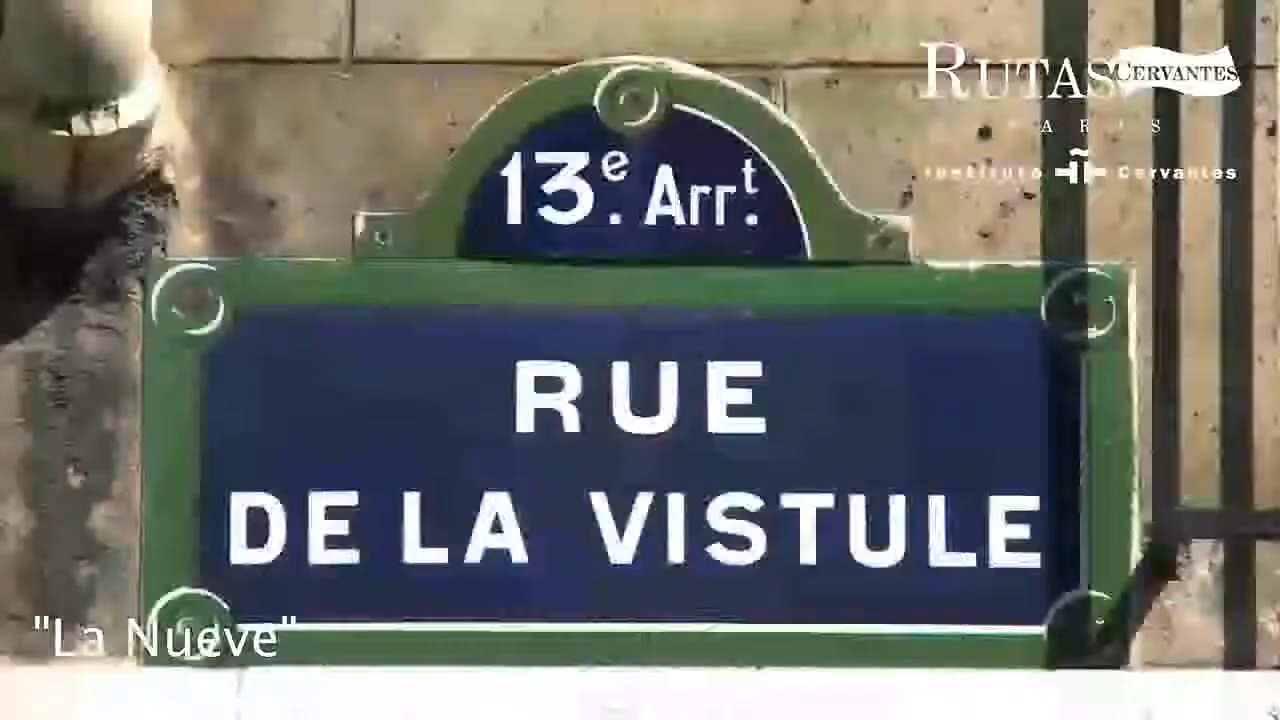 RUTAS CERVANTES
PARIS
Instituto Cervantes
13e. Arrt.
RUE
DE LA VISTULE
"La Nueve"